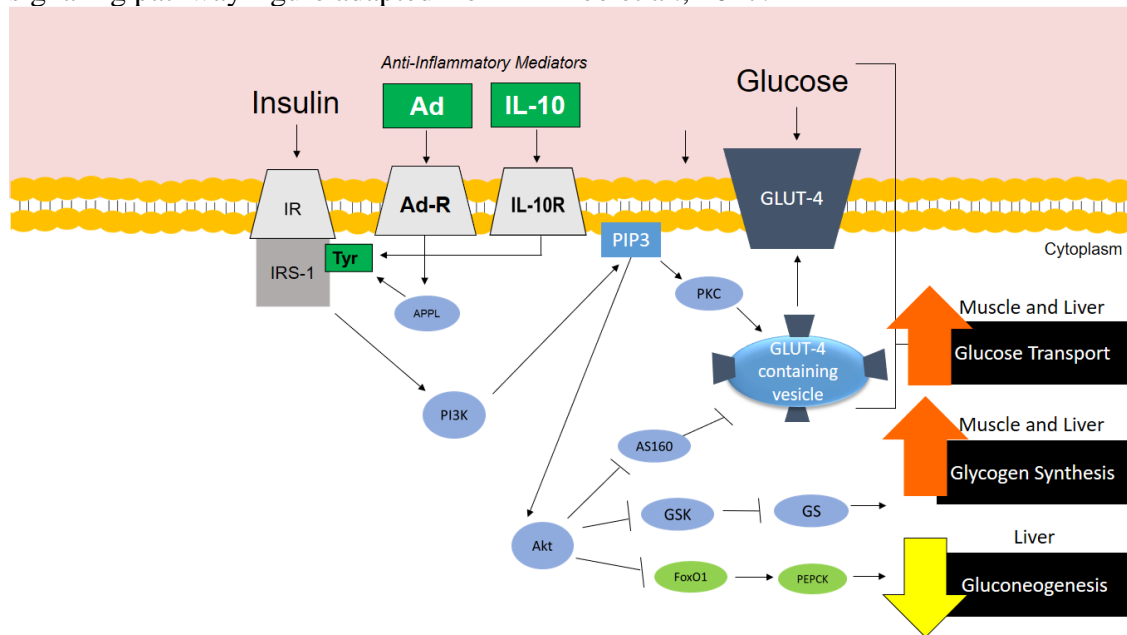 Anti-Inflammatory Mediators
Insulin
Ad
IL-10
Glucose
IR
Ad-R
IL-10R
GLUT-4
IRS-1
Tyr
PIP3
Cytoplasm
APPL
PKC
Muscle and Liver
Glucose Transport
GLUT-4
containing
vesicle
PI3K
Muscle and Liver
Glycogen Synthesis
AS160
GSK
GS
Akt
Liver
FoxO1
PEPCK
Gluconeogenesis